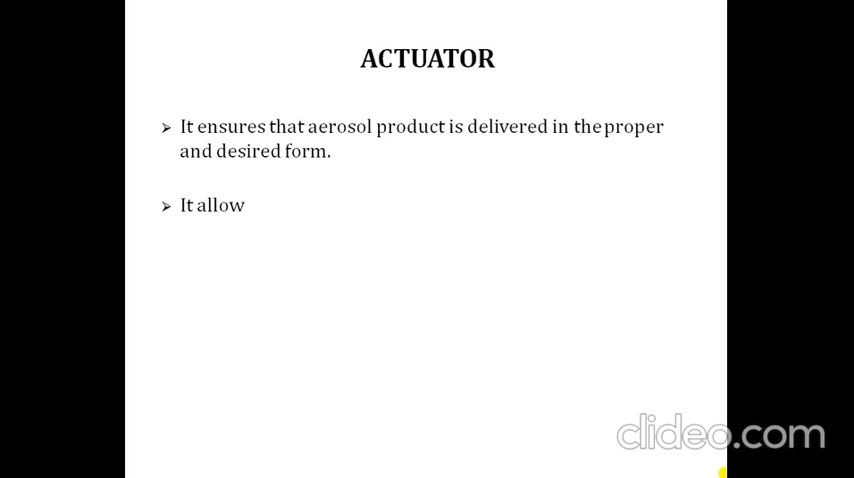 ACTUATOR
➢ It ensures that aerosol product is delivered in the proper
and desired form.
➢ It allow
clideo.com